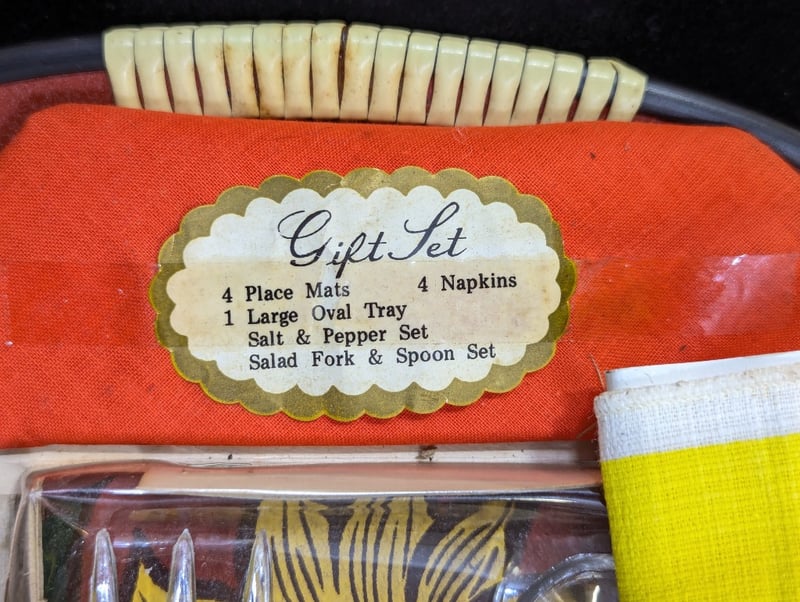 Gift Set
4 Place Mats 4 Napkins
1 Large Oval Tray
Salt & Pepper Set
Salad Fork & Spoon Set